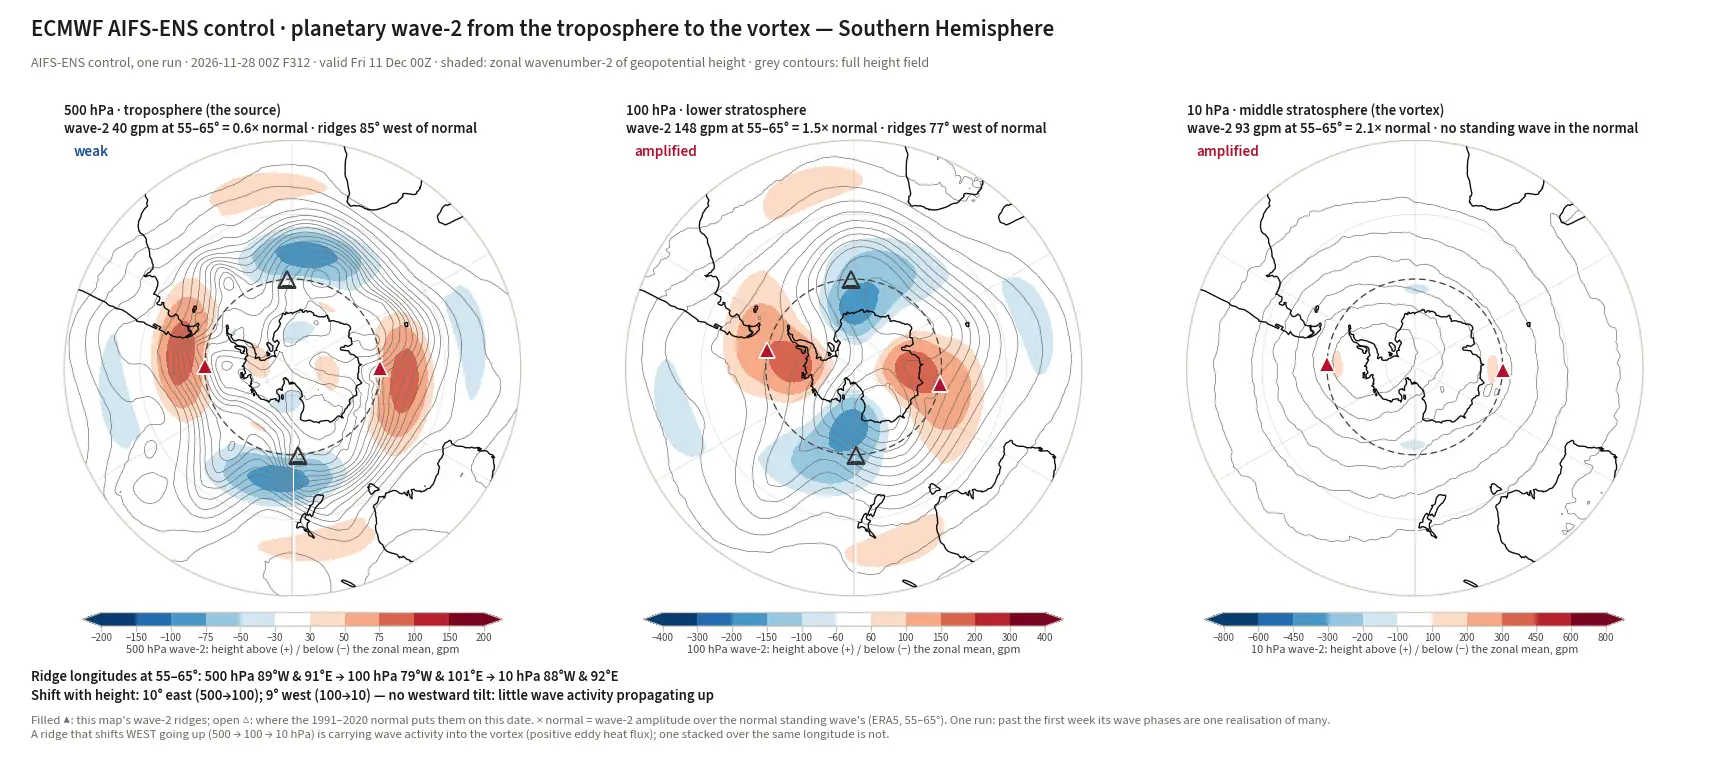 ECMWF AIFS-ENS control · planetary wave-2 from the troposphere to the vortex — Southern Hemisphere
AIFS-ENS control, one run · 2026-11-28 00Z F312 · valid Fri 11 Dec 00Z · shaded: zonal wavenumber-2 of geopotential height · grey contours: full height field
500 hPa · troposphere (the source)
wave-2 40 gpm at 55–65° = 0.6× normal · ridges 85° west of normal
weak
100 hPa · lower stratosphere
wave-2 148 gpm at 55–65° = 1.5× normal · ridges 77° west of normal
amplified
10 hPa · middle stratosphere (the vortex)
wave-2 93 gpm at 55–65° = 2.1× normal · no standing wave in the normal
amplified
−200 −150 −100 −75 −50 −30 30 50 75 100 150 200
500 hPa wave-2: height above (+) / below (−) the zonal mean, gpm
−400 −300 −200 −150 −100 −60 60 100 150 200 300 400
100 hPa wave-2: height above (+) / below (−) the zonal mean, gpm
−800 −600 −450 −300 −200 −100 100 200 300 450 600 800
10 hPa wave-2: height above (+) / below (−) the zonal mean, gpm
Ridge longitudes at 55–65°: 500 hPa 89°W & 91°E → 100 hPa 79°W & 101°E → 10 hPa 88°W & 92°E
Shift with height: 10° east (500→100); 9° west (100→10) — no westward tilt: little wave activity propagating up
Filled ▲: this map's wave-2 ridges; open △: where the 1991–2020 normal puts them on this date. × normal = wave-2 amplitude over the normal standing wave's (ERA5, 55–65°). One run: past the first week its wave phases are one realisation of many.
A ridge that shifts WEST going up (500 → 100 → 10 hPa) is carrying wave activity into the vortex (positive eddy heat flux); one stacked over the same longitude is not.